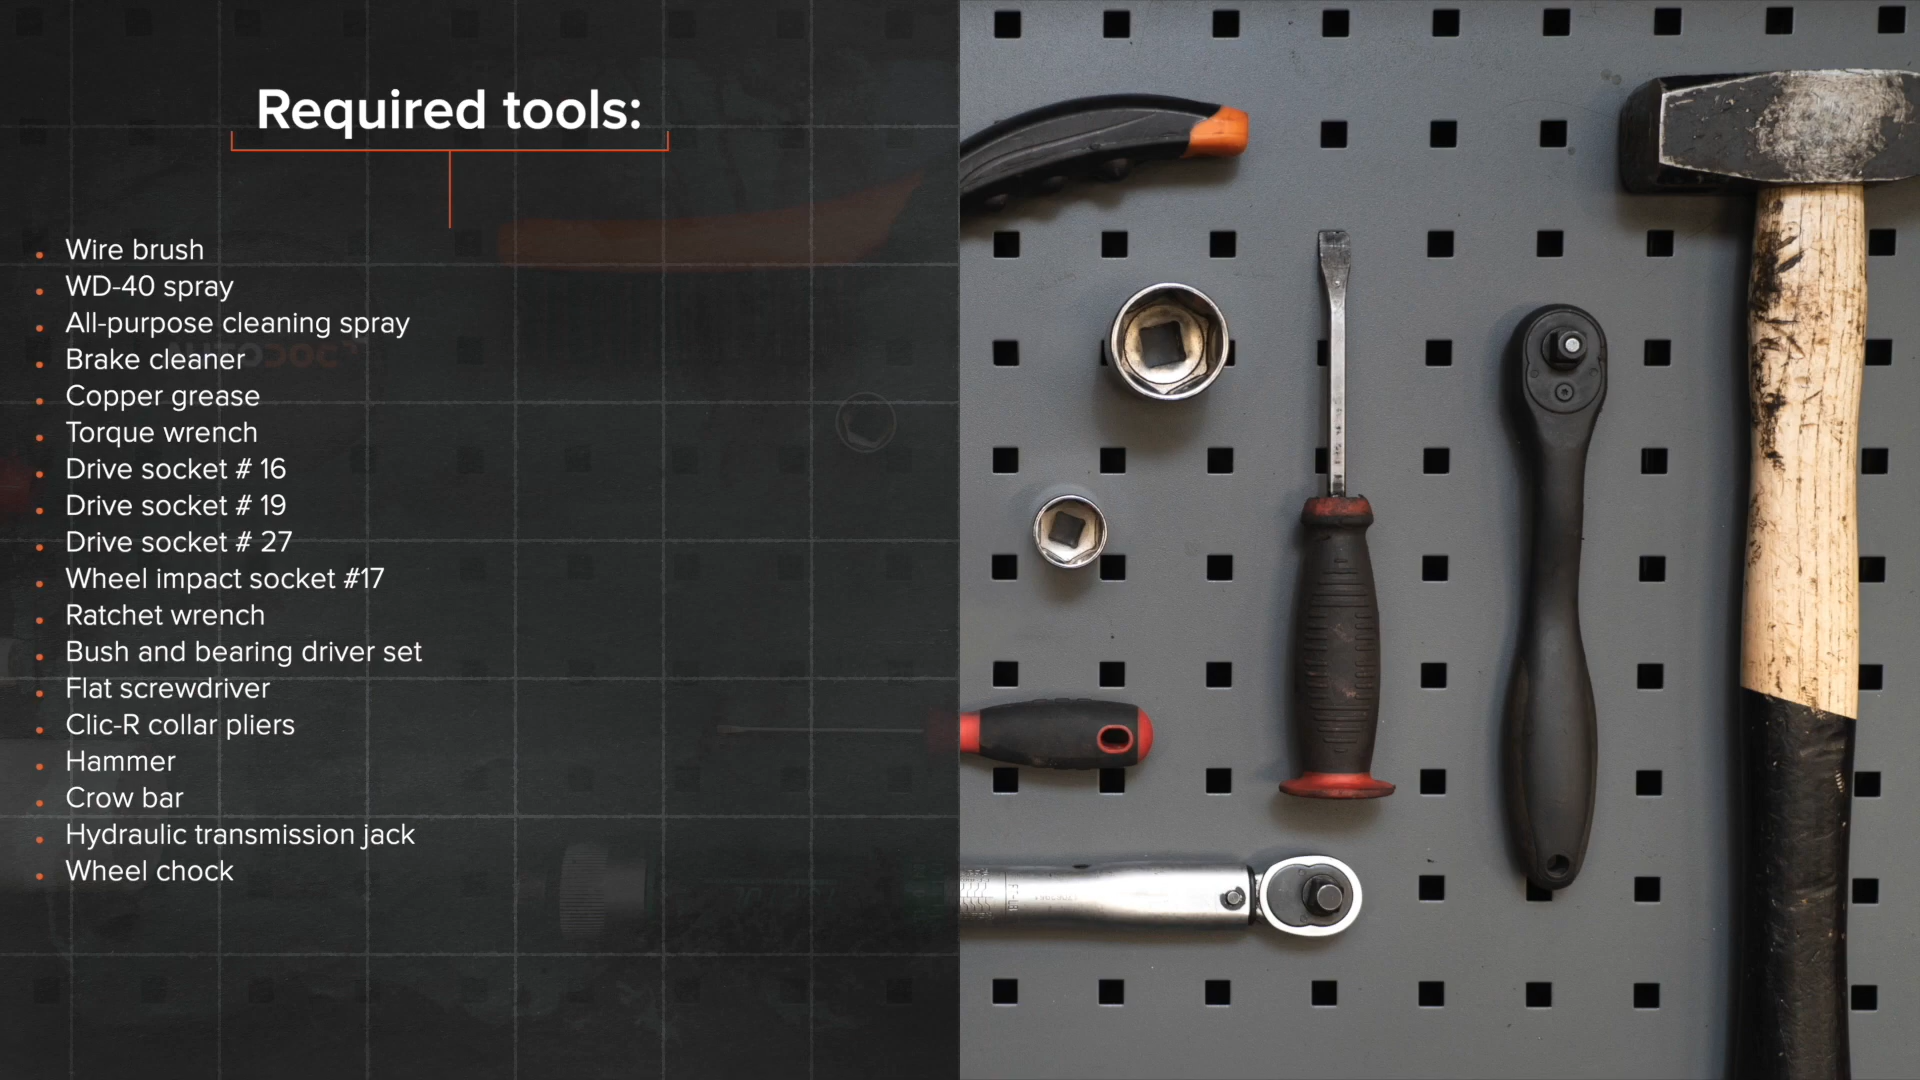 Required tools:
Wire brush
WD-40 spray
All-purpose cleaning spray
Brake cleaner
Copper grease
Torque wrench
Drive socket # 16
Drive socket # 19
Drive socket # 27
Wheel impact socket #17
Ratchet wrench
Bush and bearing driver set
Flat screwdriver
Clic-R collar pliers
Hammer
Crow bar
Hydraulic transmission jack
Wheel chock